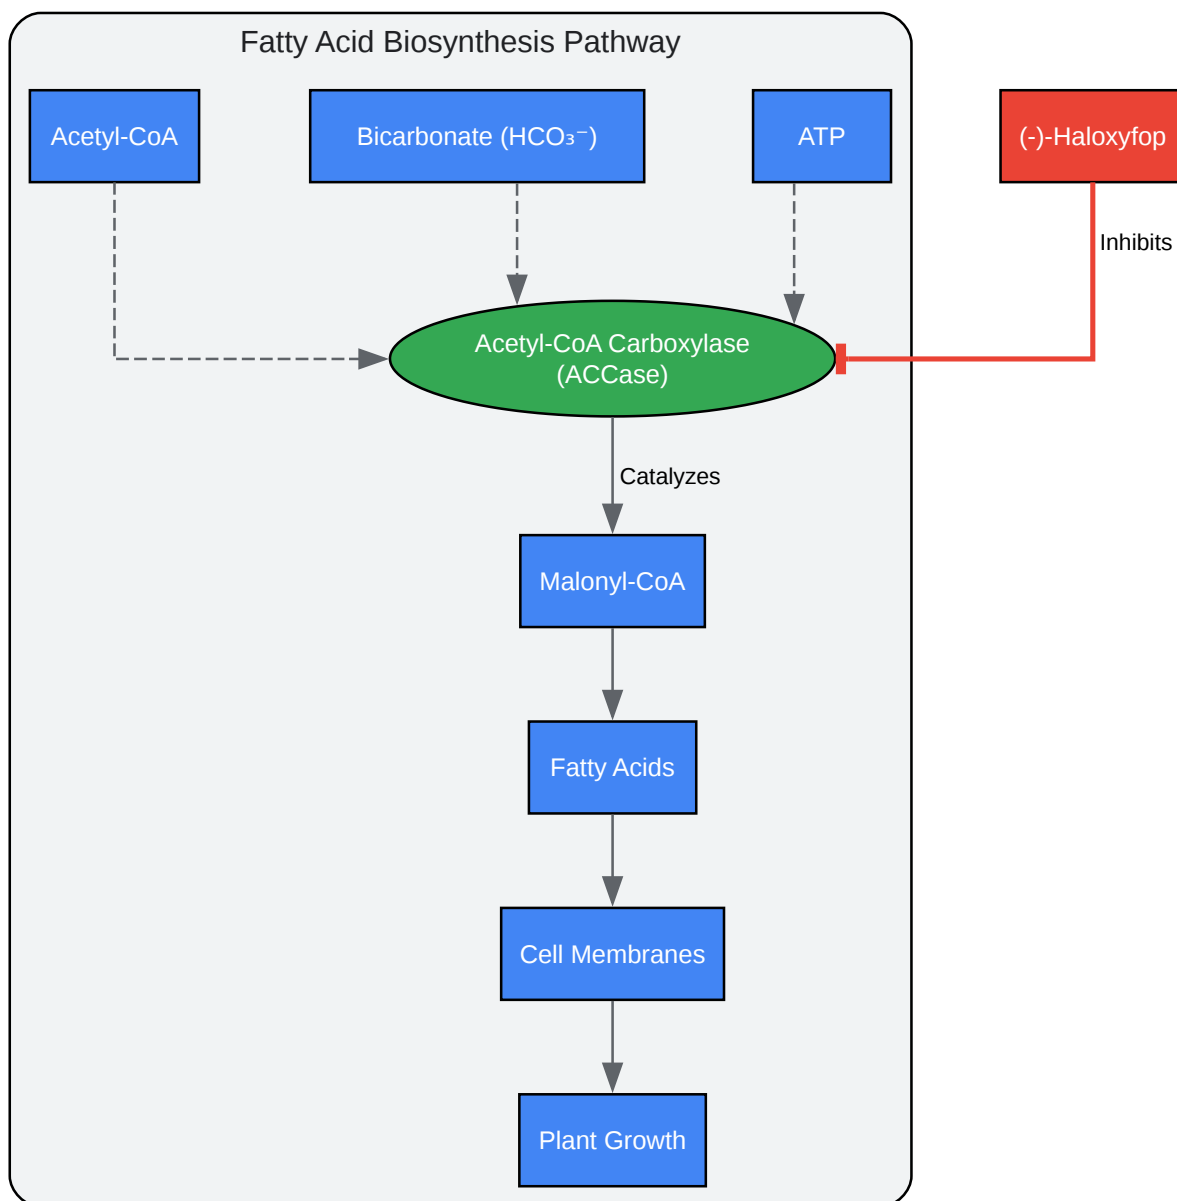 Fatty Acid Biosynthesis Pathway
Acetyl-CoA
Bicarbonate (HCO₃⁻)
ATP
(-)-Haloxyfop
Inhibits
Acetyl-CoA Carboxylase
(ACCase)
Catalyzes
Malonyl-CoA
Fatty Acids
Cell Membranes
Plant Growth